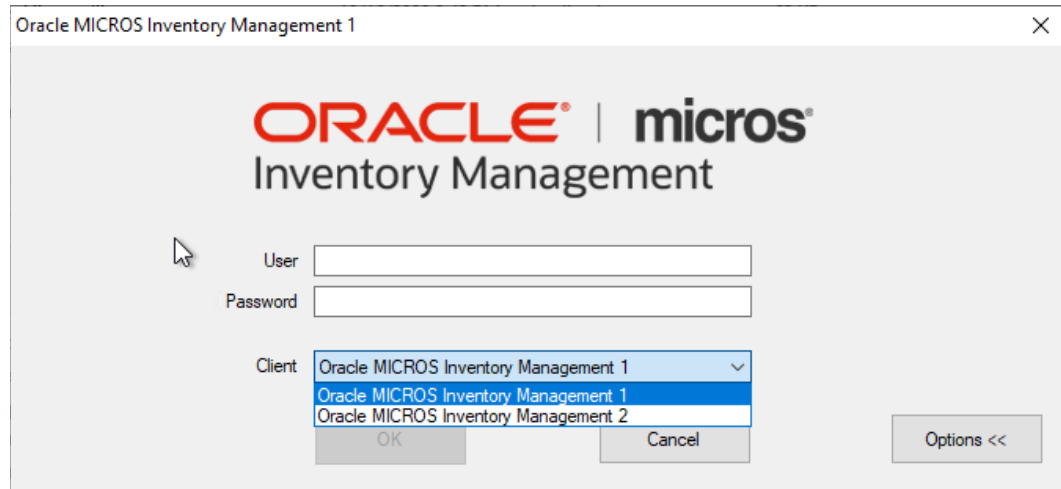 Oracle MICROS Inventory Management 1
ORACLE® | micros®
Inventory Management
User
Password
Client Oracle MICROS Inventory Management 1
Oracle MICROS Inventory Management 1
Oracle MICROS Inventory Management 2
OK Cancel Options <<